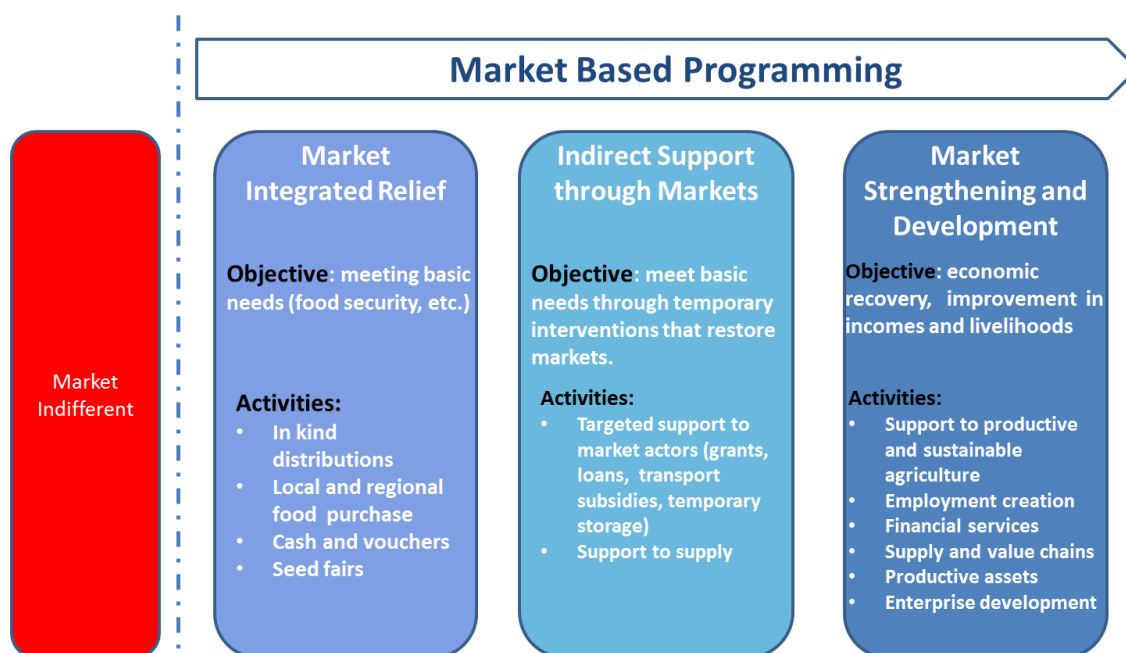 Market Based Programming
Market
Indifferent
Market
Integrated Relief
Objective: meeting basic
needs (food security, etc.)
Activities:
• In kind
distributions
• Local and regional
food purchase
• Cash and vouchers
• Seed fairs
Indirect Support
through Markets
Objective: meet basic
needs through temporary
interventions that restore
markets.
Activities:
• Targeted support to
market actors (grants,
loans, transport
subsidies, temporary
storage)
• Support to supply
Market
Strengthening and
Development
Objective: economic
recovery, improvement in
incomes and livelihoods
Activities:
• Support to productive
and sustainable
agriculture
• Employment creation
• Financial services
• Supply and value chains
• Productive assets
• Enterprise development